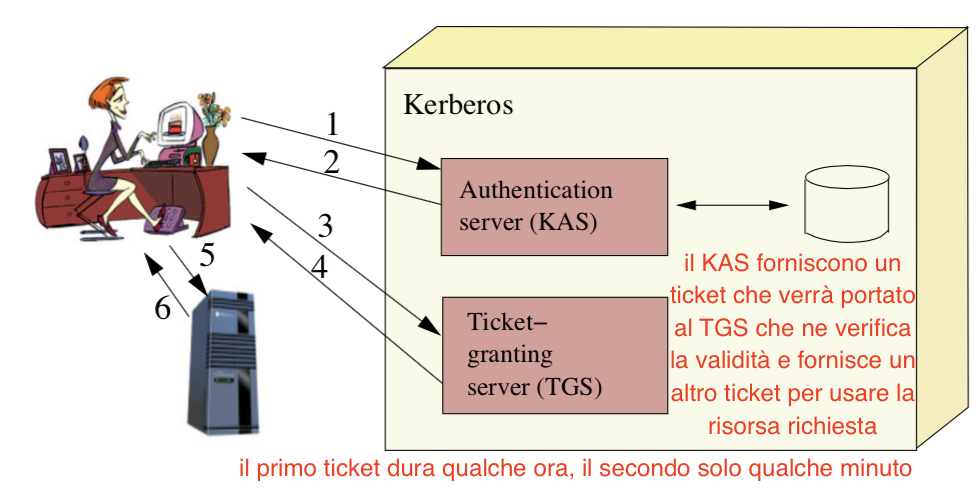 Kerberos
1
2
Authentication
server (KAS)
3
4
5
6
Ticket–
granting
server (TGS)
il KAS forniscono un
ticket che verrà portato
al TGS che ne verifica
la validità e fornisce un
altro ticket per usare la
risorsa richiesta
il primo ticket dura qualche ora, il secondo solo qualche minuto